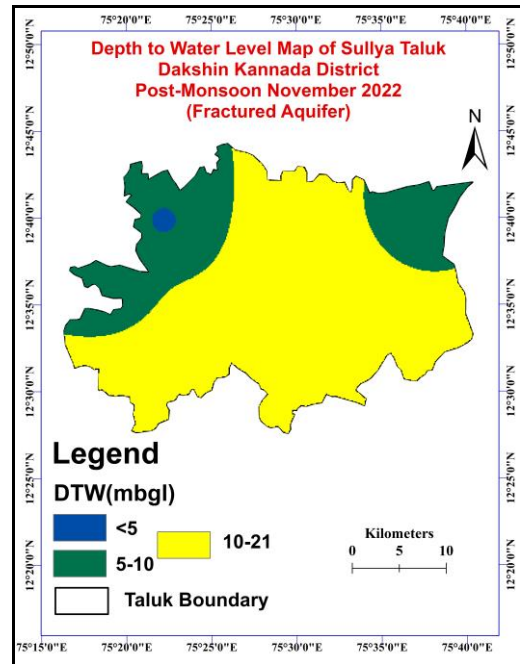 75°20'0"E 75°25'0"E 75°30'0"E 75°35'0"E 75°40'0"E
Depth to Water Level Map of Sullya Taluk
Dakshin Kannada District
Post-Monsoon November 2022
(Fractured Aquifer)
N
12°50'0"N 12°50'0"N
12°45'0"N 12°45'0"N
12°40'0"N 12°40'0"N
12°35'0"N 12°35'0"N
12°30'0"N 12°30'0"N
12°25'0"N 12°25'0"N
12°20'0"N 12°20'0"N
Legend
DTW(mbgl)
<5
5-10
10-21
Taluk Boundary
Kilometers
0 5 10
75°15'0"E 75°20'0"E 75°25'0"E 75°30'0"E 75°35'0"E 75°40'0"E